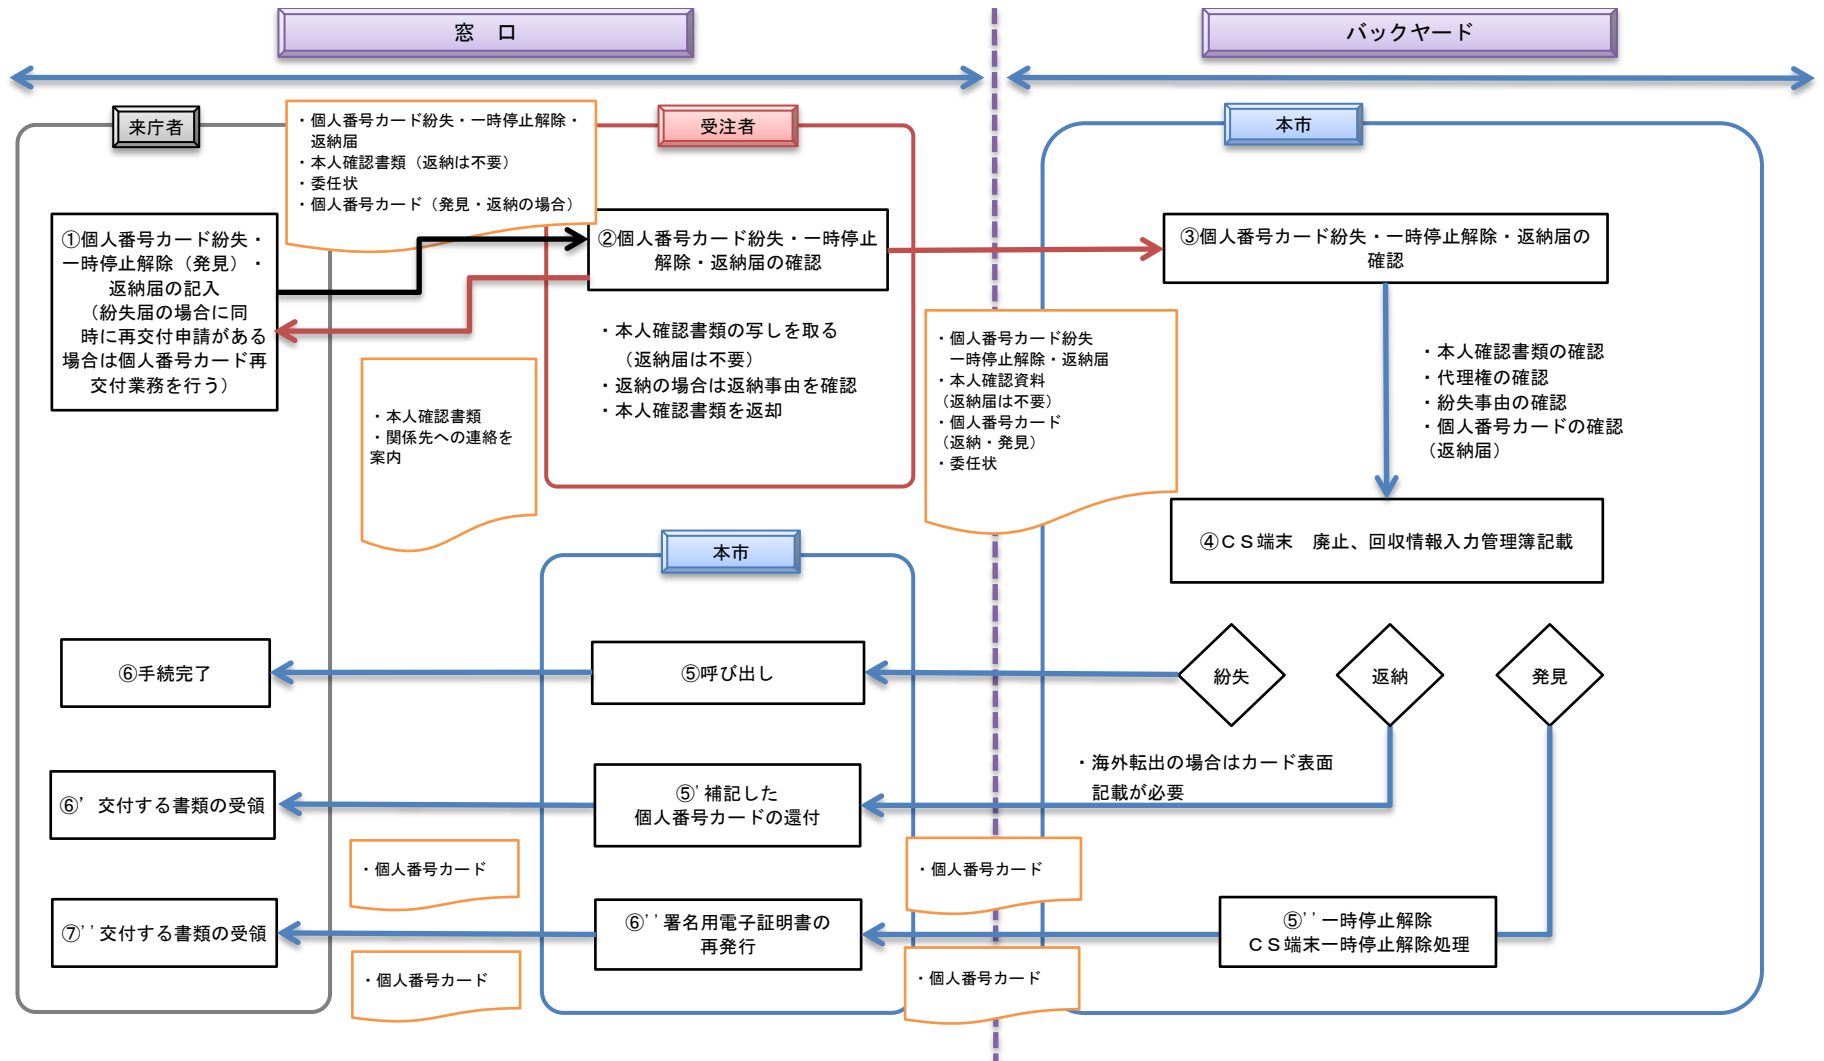 窓　口
バックヤード
来庁者
・個人番号カード紛失・一時停止解除・
返納届
・本人確認書類（返納は不要）
・委任状
・個人番号カード（発見・返納の場合）
受注者
本市
①個人番号カード紛失・
一時停止解除（発見）・
返納届の記入
（紛失届の場合に同
時に再交付申請がある
場合は個人番号カード再
交付業務を行う）
②個人番号カード紛失・一時停止
解除・返納届の確認
③個人番号カード紛失・一時停止解除・返納届の
確認
・本人確認書類の写しを取る
（返納届は不要）
・返納の場合は返納事由を確認
・本人確認書類を返却
・本人確認書類
・関係先への連絡を
案内
・個人番号カード紛失
一時停止解除・返納届
・本人確認資料
（返納届は不要）
・個人番号カード
（返納・発見）
・委任状
・本人確認書類の確認
・代理権の確認
・紛失事由の確認
・個人番号カードの確認
（返納届）
④ＣＳ端末　廃止、回収情報入力管理簿記載
本市
⑥手続完了
⑤呼び出し
紛失
返納
発見
・海外転出の場合はカード表面
記載が必要
⑥’ 交付する書類の受領
⑤'補記した
個人番号カードの還付
・個人番号カード
・個人番号カード
⑦''交付する書類の受領
⑥''署名用電子証明書の
再発行
⑤''一時停止解除
ＣＳ端末一時停止解除処理
・個人番号カード
・個人番号カード